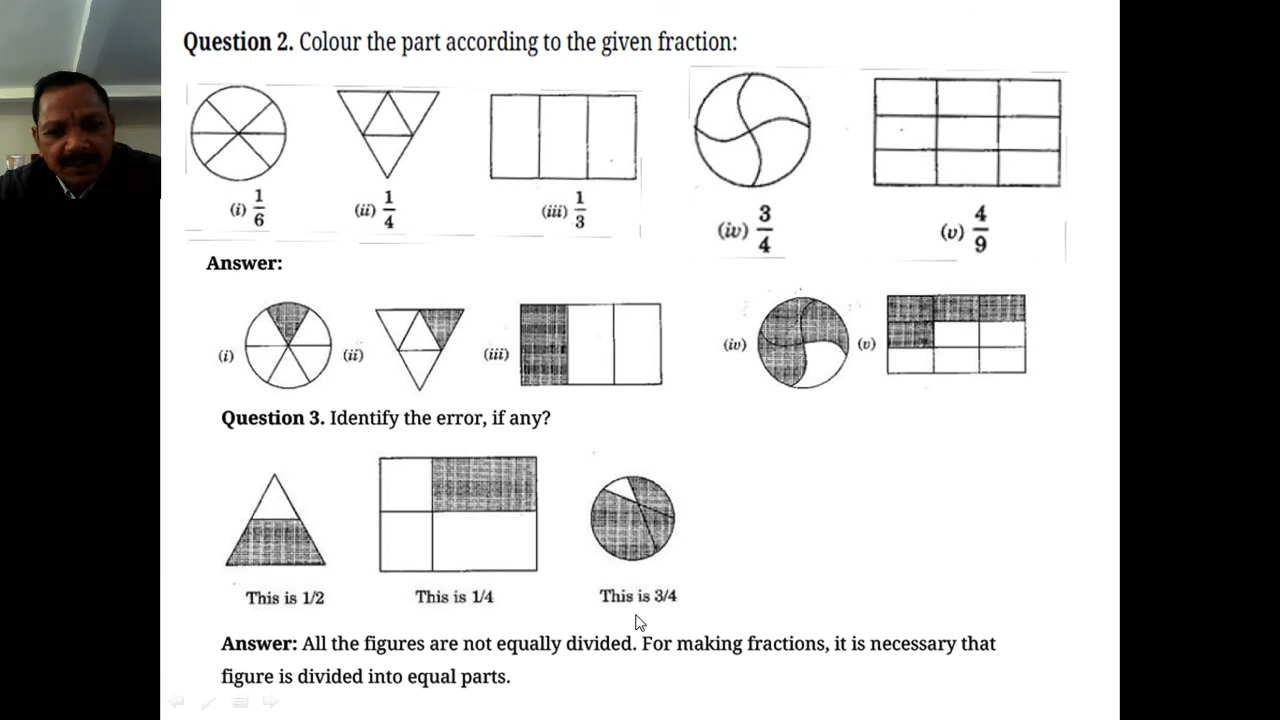 Question 2. Colour the part according to the given fraction:
(i) 1/6 (ii) 1/4 (iii) 1/3 (iv) 3/4 (v) 4/9
Answer:
(i) (ii) (iii) (iv) (v)
Question 3. Identify the error, if any?
This is 1/2 This is 1/4 This is 3/4
Answer: All the figures are not equally divided. For making fractions, it is necessary that
figure is divided into equal parts.